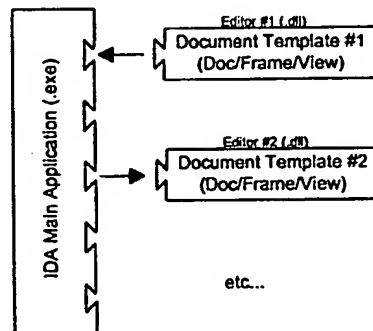 IDA Main Application (.exe)
Editor #1 (.dll)
Document Template #1
(Doc/Frame/View)
Editor #2 (.dll)
Document Template #2
(Doc/Frame/View)
etc...